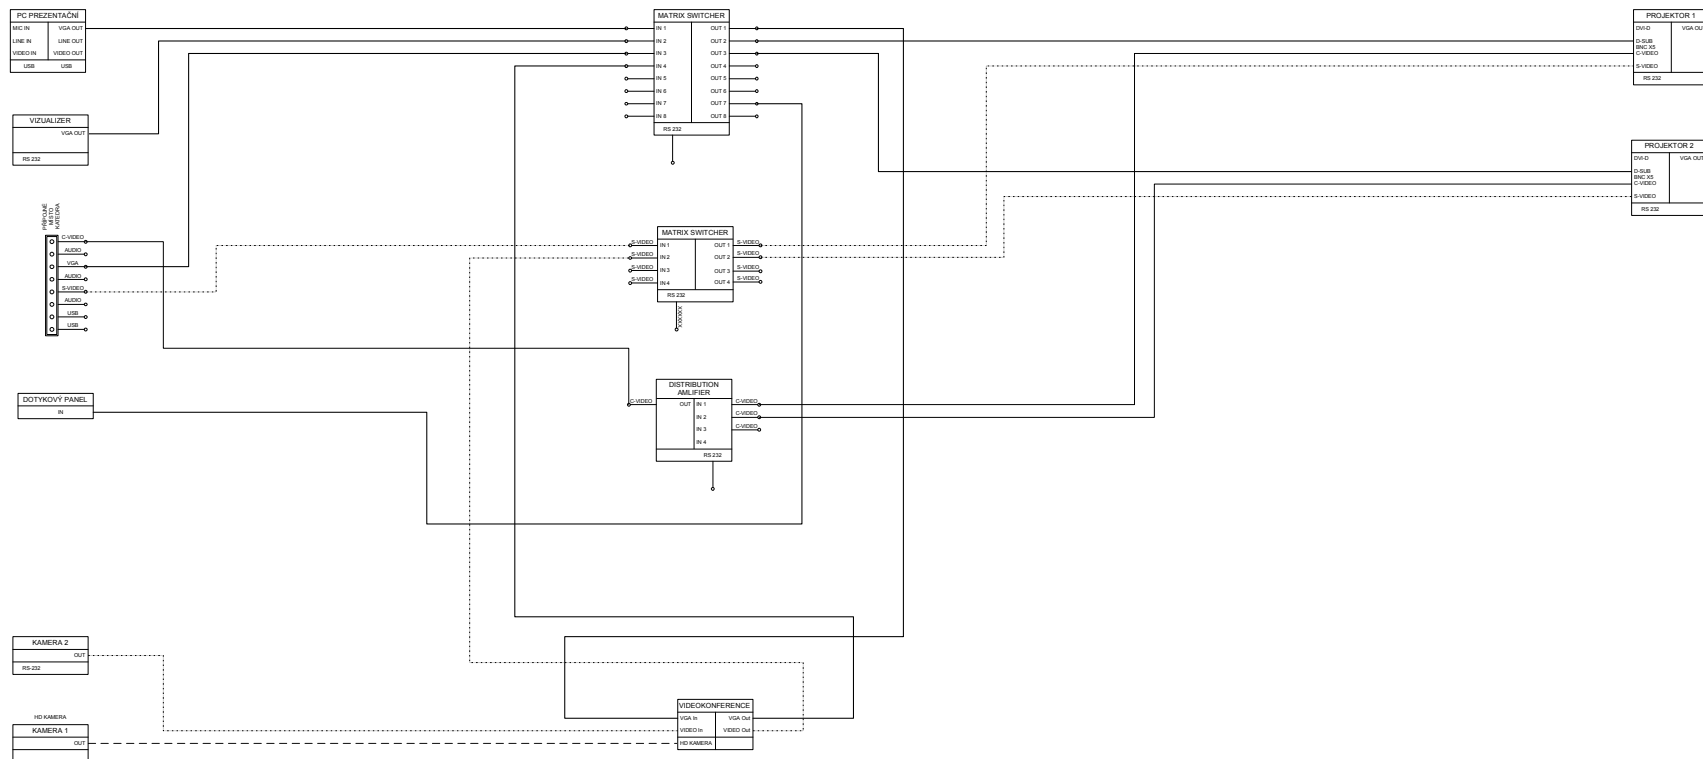 PC PREZENTAČNÍ
MIC IN VGA OUT
LINE IN LINE OUT
VIDEO IN VIDEO OUT
USB USB
VIZUALIZER
VGA OUT
RS 232
PŘÍPOJNÉ
MÍSTO
KATEDRA
C-VIDEO
AUDIO
VGA
AUDIO
S-VIDEO
AUDIO
USB
USB
DOTYKOVÝ PANEL
IN
KAMERA 2
OUT
RS-232
HD KAMERA
KAMERA 1
OUT
MATRIX SWITCHER
IN 1 OUT 1
IN 2 OUT 2
IN 3 OUT 3
IN 4 OUT 4
IN 5 OUT 5
IN 6 OUT 6
IN 7 OUT 7
IN 8 OUT 8
RS 232
MATRIX SWITCHER
S-VIDEO IN 1 OUT 1 S-VIDEO
S-VIDEO IN 2 OUT 2 S-VIDEO
S-VIDEO IN 3 OUT 3 S-VIDEO
S-VIDEO IN 4 OUT 4 S-VIDEO
RS 232
XXXXXX
DISTRIBUTION
AMLIFIER
C-VIDEO OUT IN 1 C-VIDEO
IN 2 C-VIDEO
IN 3 C-VIDEO
IN 4
RS 232
VIDEOKONFERENCE
VGA In VGA Out
VIDEO In VIDEO Out
HD KAMERA
PROJEKTOR 1
DVI-D VGA OU
D-SUB
BNC X5
C-VIDEO
S-VIDEO
RS 232
PROJEKTOR 2
DVI-D VGA OUT
D-SUB
BNC X5
C-VIDEO
S-VIDEO
RS 232